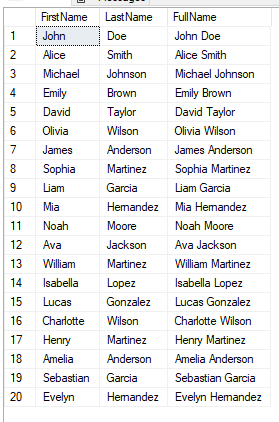 FirstName LastName FullName
1 John Doe John Doe
2 Alice Smith Alice Smith
3 Michael Johnson Michael Johnson
4 Emily Brown Emily Brown
5 David Taylor David Taylor
6 Olivia Wilson Olivia Wilson
7 James Anderson James Anderson
8 Sophia Martinez Sophia Martinez
9 Liam Garcia Liam Garcia
10 Mia Hernandez Mia Hernandez
11 Noah Moore Noah Moore
12 Ava Jackson Ava Jackson
13 William Martinez William Martinez
14 Isabella Lopez Isabella Lopez
15 Lucas Gonzalez Lucas Gonzalez
16 Charlotte Wilson Charlotte Wilson
17 Henry Martinez Henry Martinez
18 Amelia Anderson Amelia Anderson
19 Sebastian Garcia Sebastian Garcia
20 Evelyn Hernandez Evelyn Hernandez